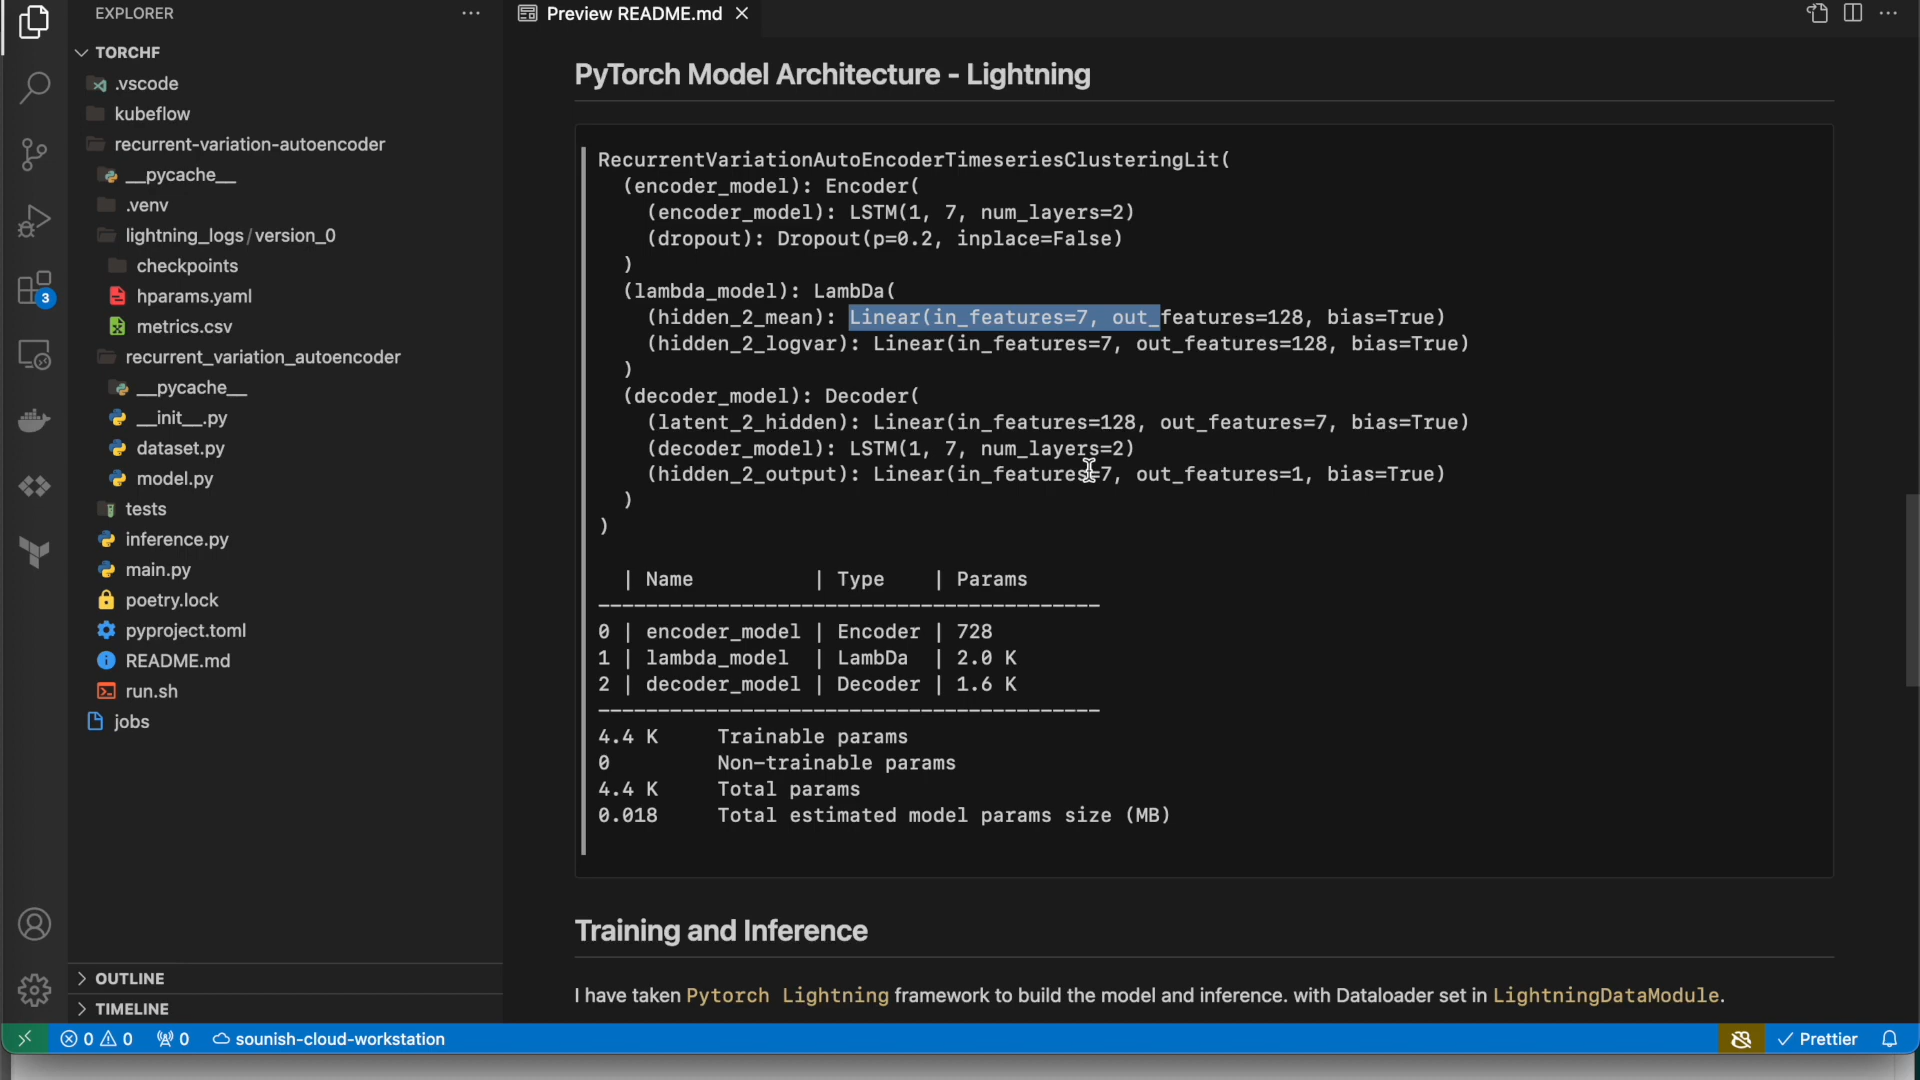 EXPLORER
Preview README.md
TORCHF
.vscode
kubeflow
recurrent-variation-autoencoder
__pycache__
.venv
lightning_logs/version_0
checkpoints
hparams.yaml
metrics.csv
recurrent_variation_autoencoder
__pycache__
__init__.py
dataset.py
model.py
tests
inference.py
main.py
poetry.lock
pyproject.toml
README.md
run.sh
jobs
3
OUTLINE
TIMELINE
PyTorch Model Architecture - Lightning
RecurrentVariationAutoEncoderTimeseriesClusteringLit(
(encoder_model): Encoder(
(encoder_model): LSTM(1, 7, num_layers=2)
(dropout): Dropout(p=0.2, inplace=False)
)
(lambda_model): LambDa(
(hidden_2_mean): Linear(in_features=7, out_features=128, bias=True)
(hidden_2_logvar): Linear(in_features=7, out_features=128, bias=True)
)
(decoder_model): Decoder(
(latent_2_hidden): Linear(in_features=128, out_features=7, bias=True)
(decoder_model): LSTM(1, 7, num_layers=2)
(hidden_2_output): Linear(in_features=7, out_features=1, bias=True)
)
)
| Name | Type | Params
------------------------------------------
0 | encoder_model | Encoder | 728
1 | lambda_model | LambDa | 2.0 K
2 | decoder_model | Decoder | 1.6 K
------------------------------------------
4.4 K Trainable params
0 Non-trainable params
4.4 K Total params
0.018 Total estimated model params size (MB)
Training and Inference
I have taken Pytorch Lightning framework to build the model and inference. with Dataloader set in LightningDataModule.
0 0 0 sounish-cloud-workstation Prettier